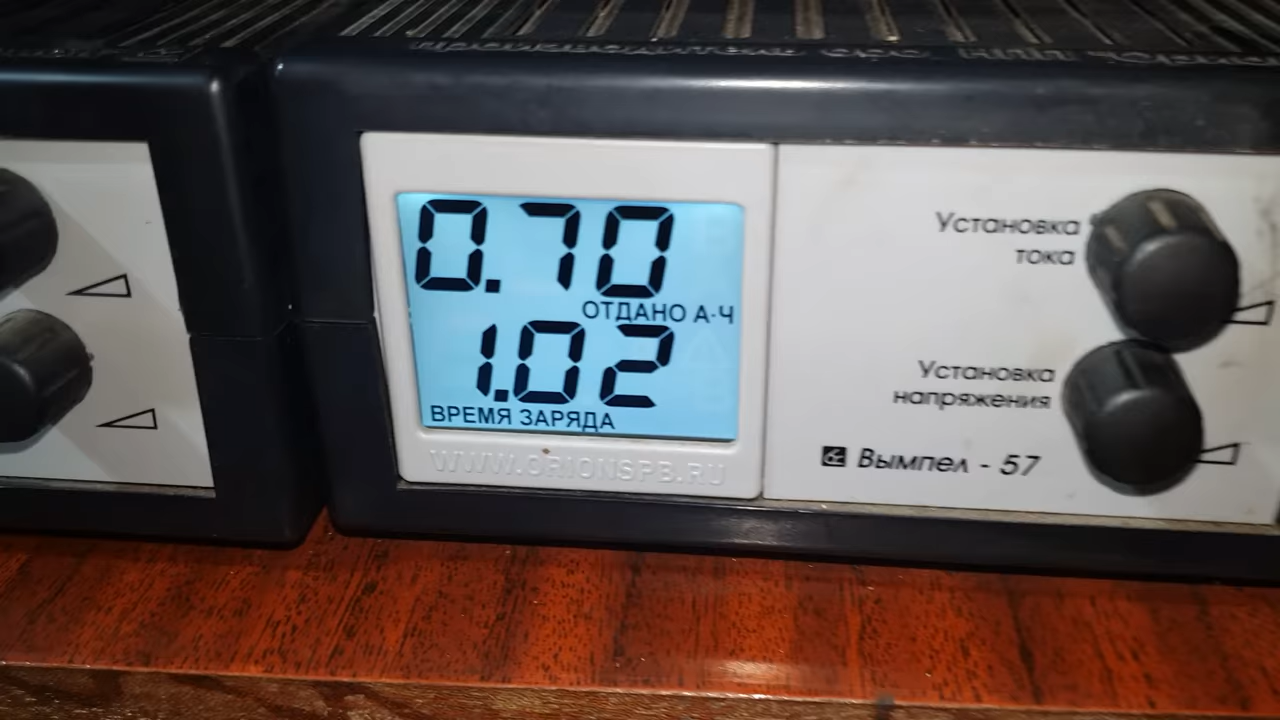 0.70
ОТДАНО А·Ч
1.02
ВРЕМЯ ЗАРЯДА
WWW.ORIONSPB.RU
Установка
тока
Установка
напряжения
Вымпел - 57